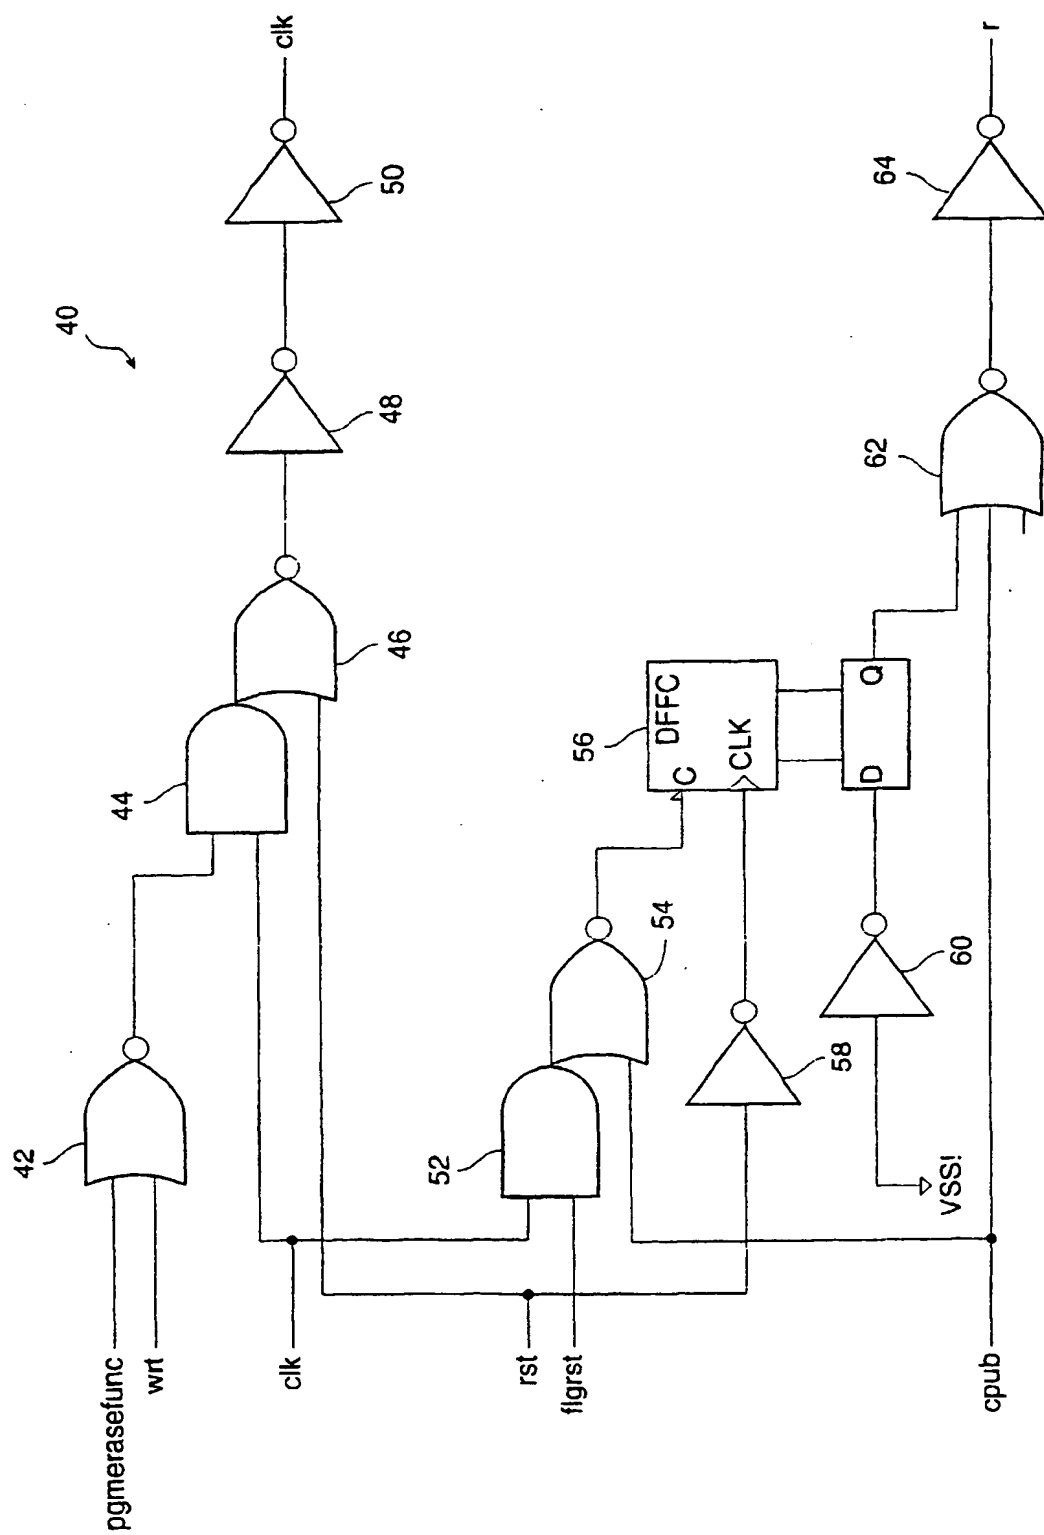 40
clk
50
48
46
44
42
pgmerasefunc
wrt
clk
rst
flgrst
52
54
56
DFFC
C
CLK
D
Q
58
60
VSS!
cpub
62
64
r